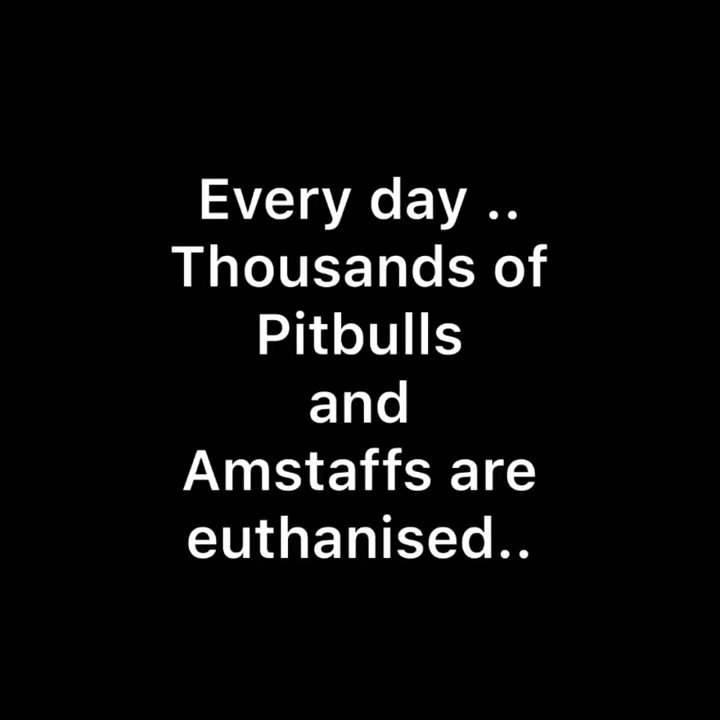 Every day ..
Thousands of
Pitbulls
and
Amstaffs are
euthanised..